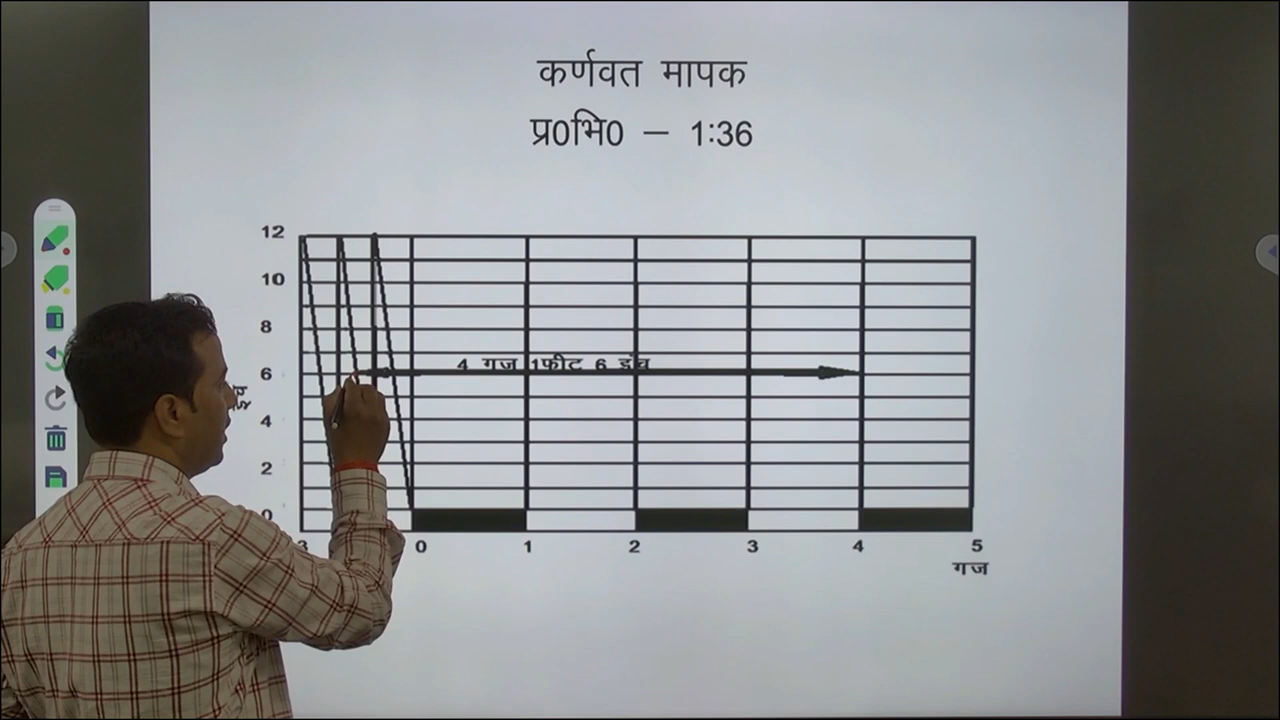 कर्णवत मापक
प्र0भि0 – 1:36
12
10
8
6
4
2
0
4 गज 1फीट 6 इंच
3 0 1 2 3 4 5
गज